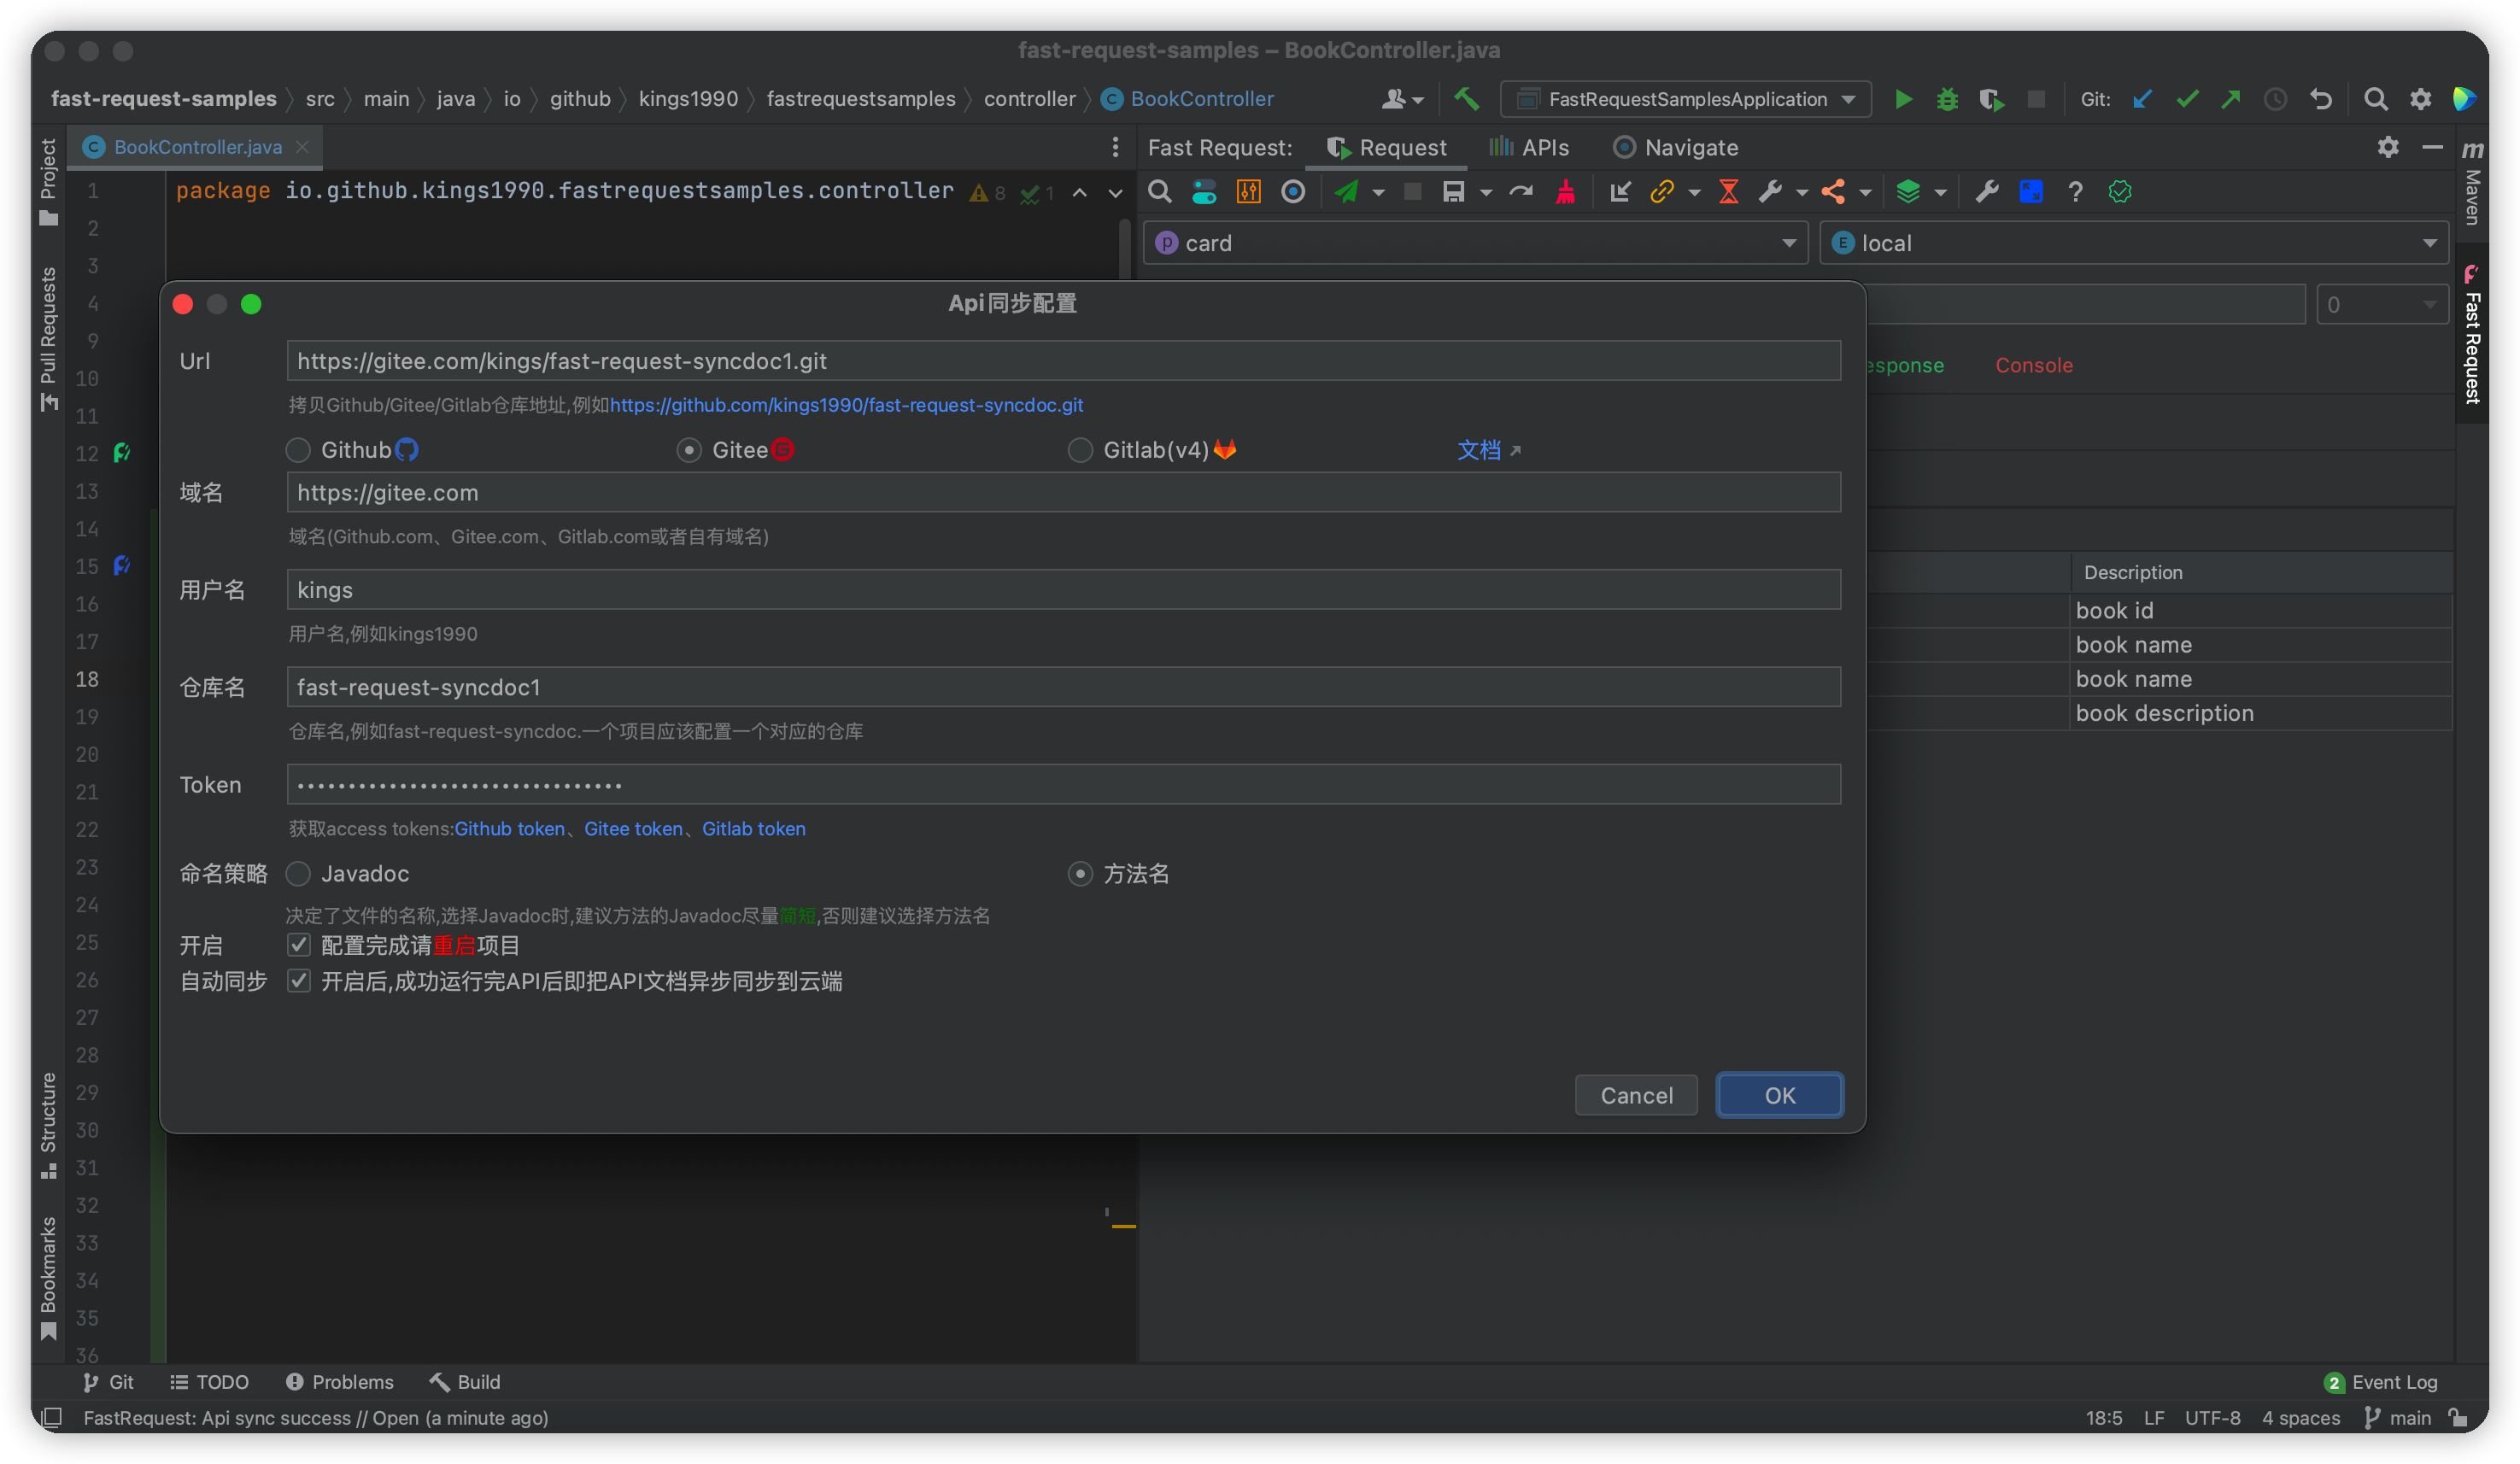 fast-request-samples – BookController.java
fast-request-samples src main java io github kings1990 fastrequestsamples controller BookController FastRequestSamplesApplication Git:
BookController.java
Fast Request: Request APIs Navigate
package io.github.kings1990.fastrequestsamples.controller 8 1
card
local
0
Response
Console
Description
book id
book name
book name
book description
Api同步配置
Url https://gitee.com/kings/fast-request-syncdoc1.git
拷贝Github/Gitee/Gitlab仓库地址,例如https://github.com/kings1990/fast-request-syncdoc.git
Github Gitee Gitlab(v4) 文档
域名 https://gitee.com
域名(Github.com、Gitee.com、Gitlab.com或者自有域名)
用户名 kings
用户名,例如kings1990
仓库名 fast-request-syncdoc1
仓库名,例如fast-request-syncdoc.一个项目应该配置一个对应的仓库
Token ••••••••••••••••••••••••••••••••
获取access tokens:Github token、Gitee token、Gitlab token
命名策略 Javadoc 方法名
决定了文件的名称,选择Javadoc时,建议方法的Javadoc尽量简短,否则建议选择方法名
开启 配置完成请重启项目
自动同步 开启后,成功运行完API后即把API文档异步同步到云端
Cancel OK
1
2
3
4
9
10
11
12
13
14
15
16
17
18
19
20
21
22
23
24
25
26
27
28
29
30
31
32
33
34
35
36
Project
Pull Requests
Structure
Bookmarks
Maven
Fast Request
Git TODO Problems Build 2 Event Log
FastRequest: Api sync success // Open (a minute ago) 18:5 LF UTF-8 4 spaces main